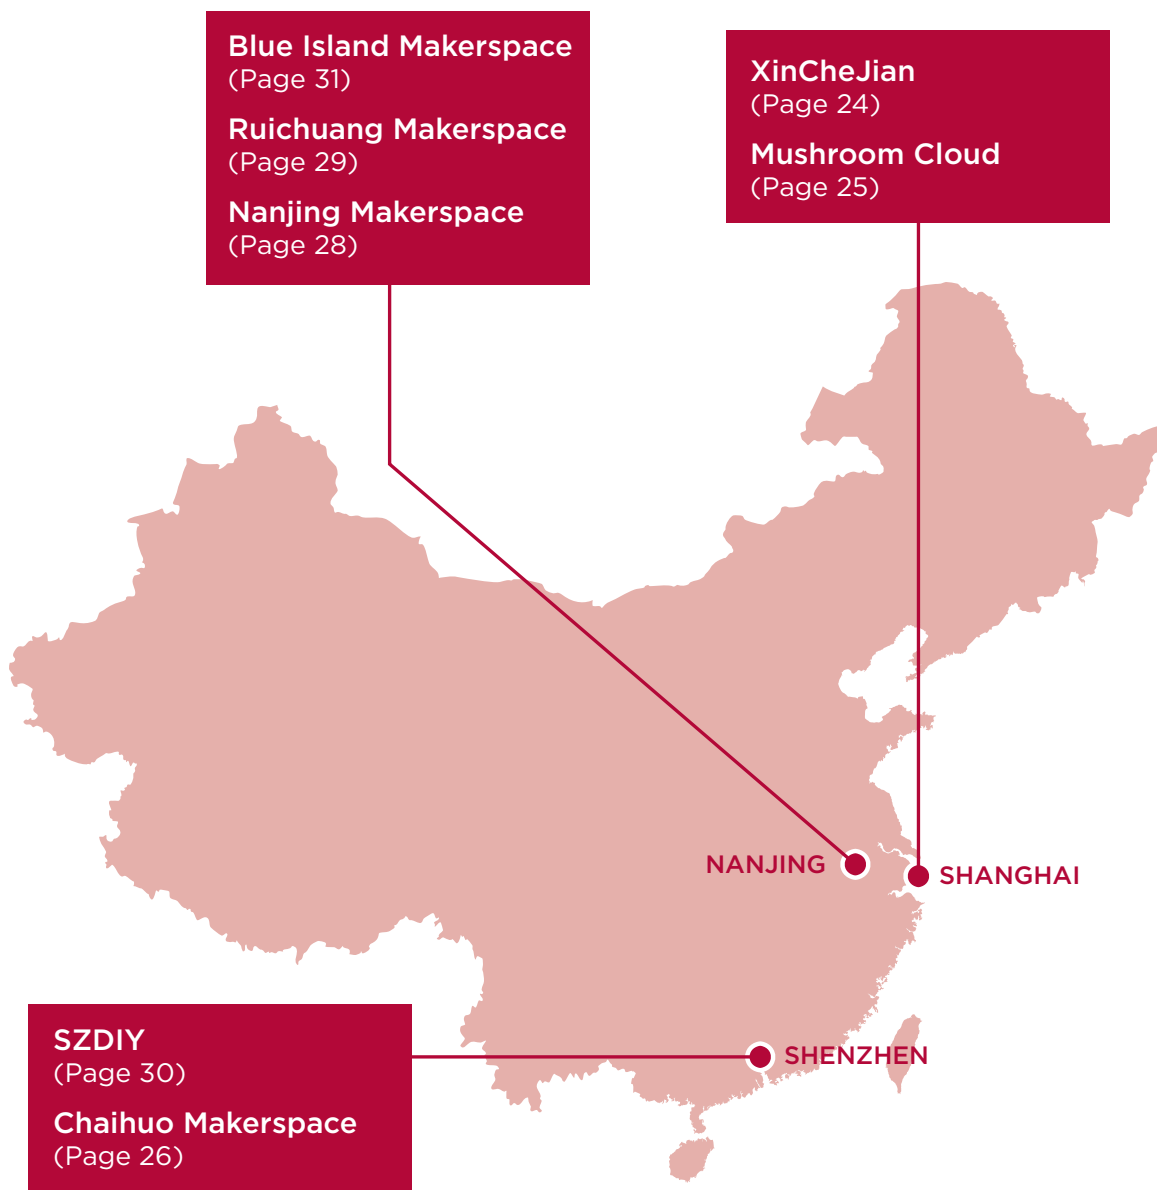 Blue Island Makerspace
(Page 31)
Ruichuang Makerspace
(Page 29)
Nanjing Makerspace
(Page 28)
XinCheJian
(Page 24)
Mushroom Cloud
(Page 25)
NANJING
SHANGHAI
SZDIY
(Page 30)
Chaihuo Makerspace
(Page 26)
SHENZHEN